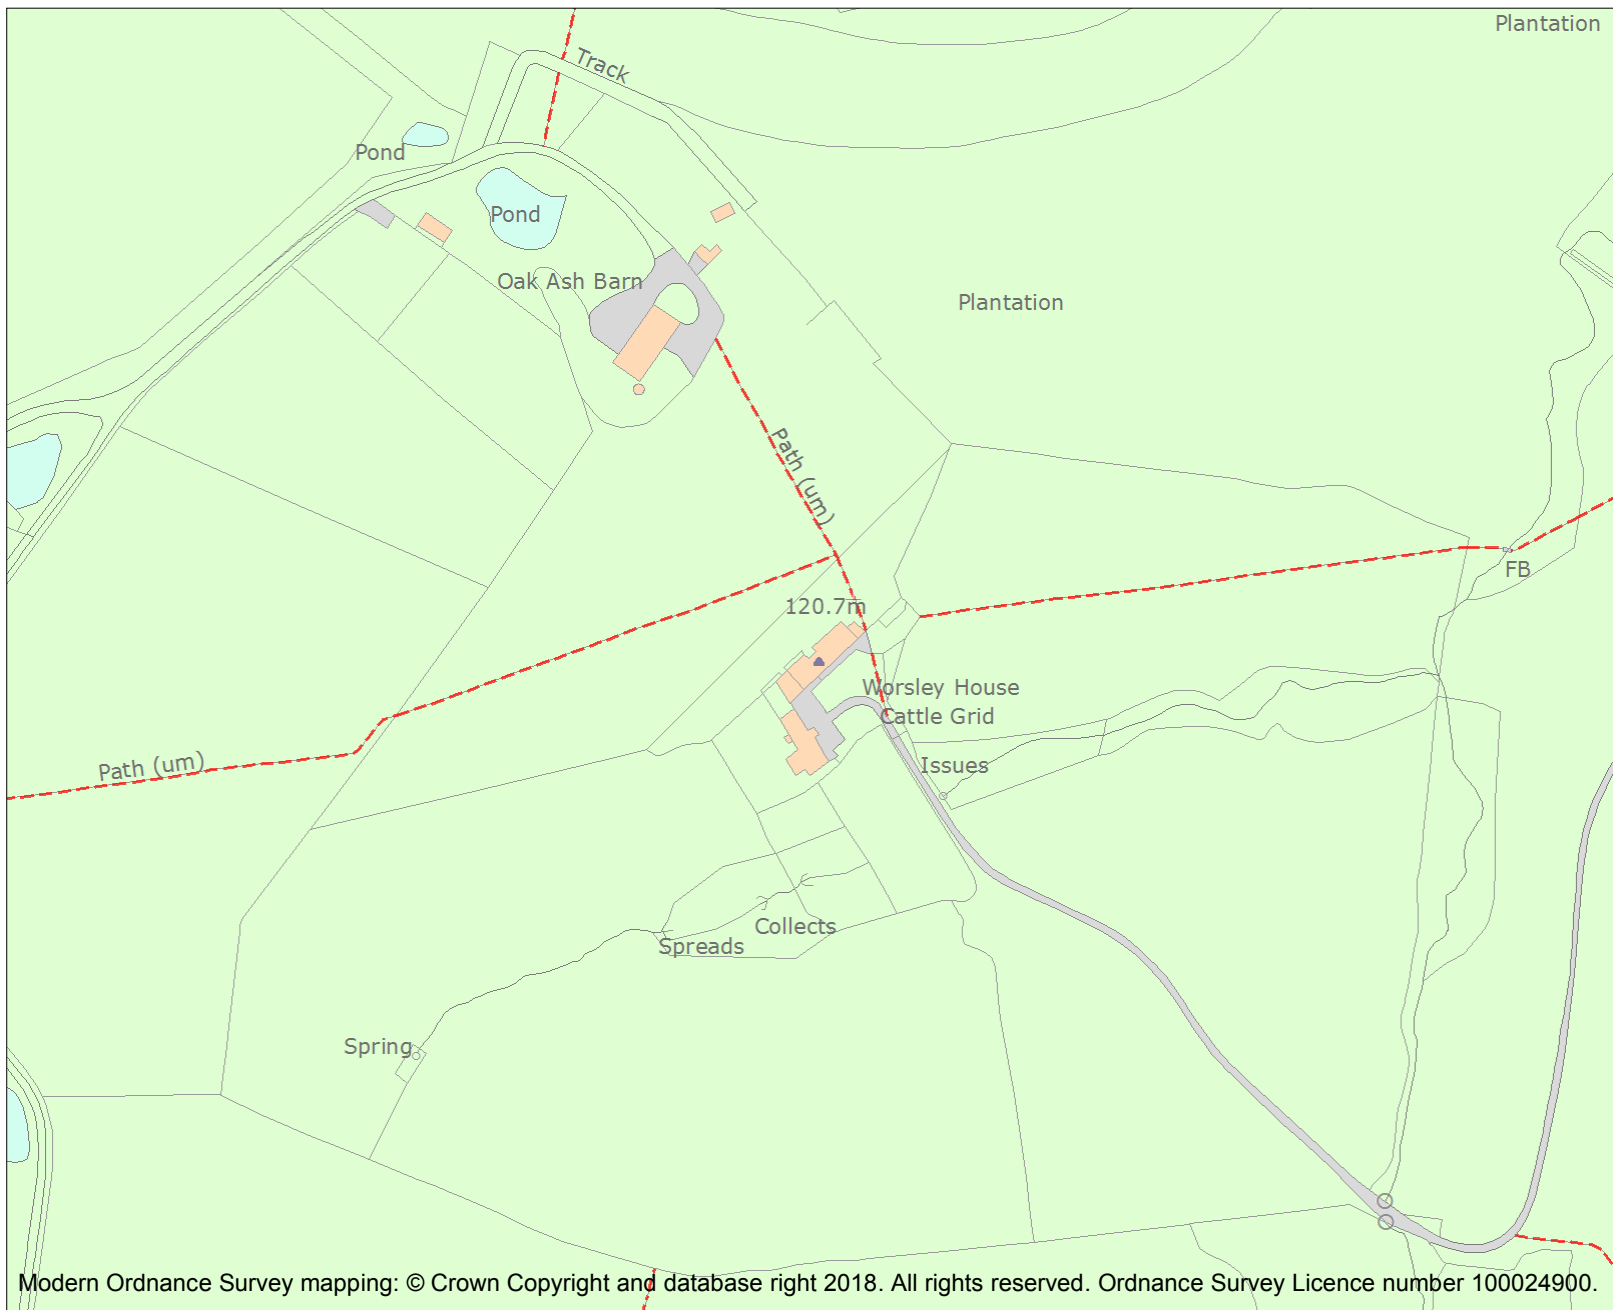 Plantation
Track
Pond
Pond
Oak Ash Barn
Plantation
Path (um)
FB
120.7m
Worsley House
Cattle Grid
Path (um)
Issues
Collects
Spreads
Spring
Modern Ordnance Survey mapping: © Crown Copyright and database right 2018. All rights reserved. Ordnance Survey Licence number 100024900.